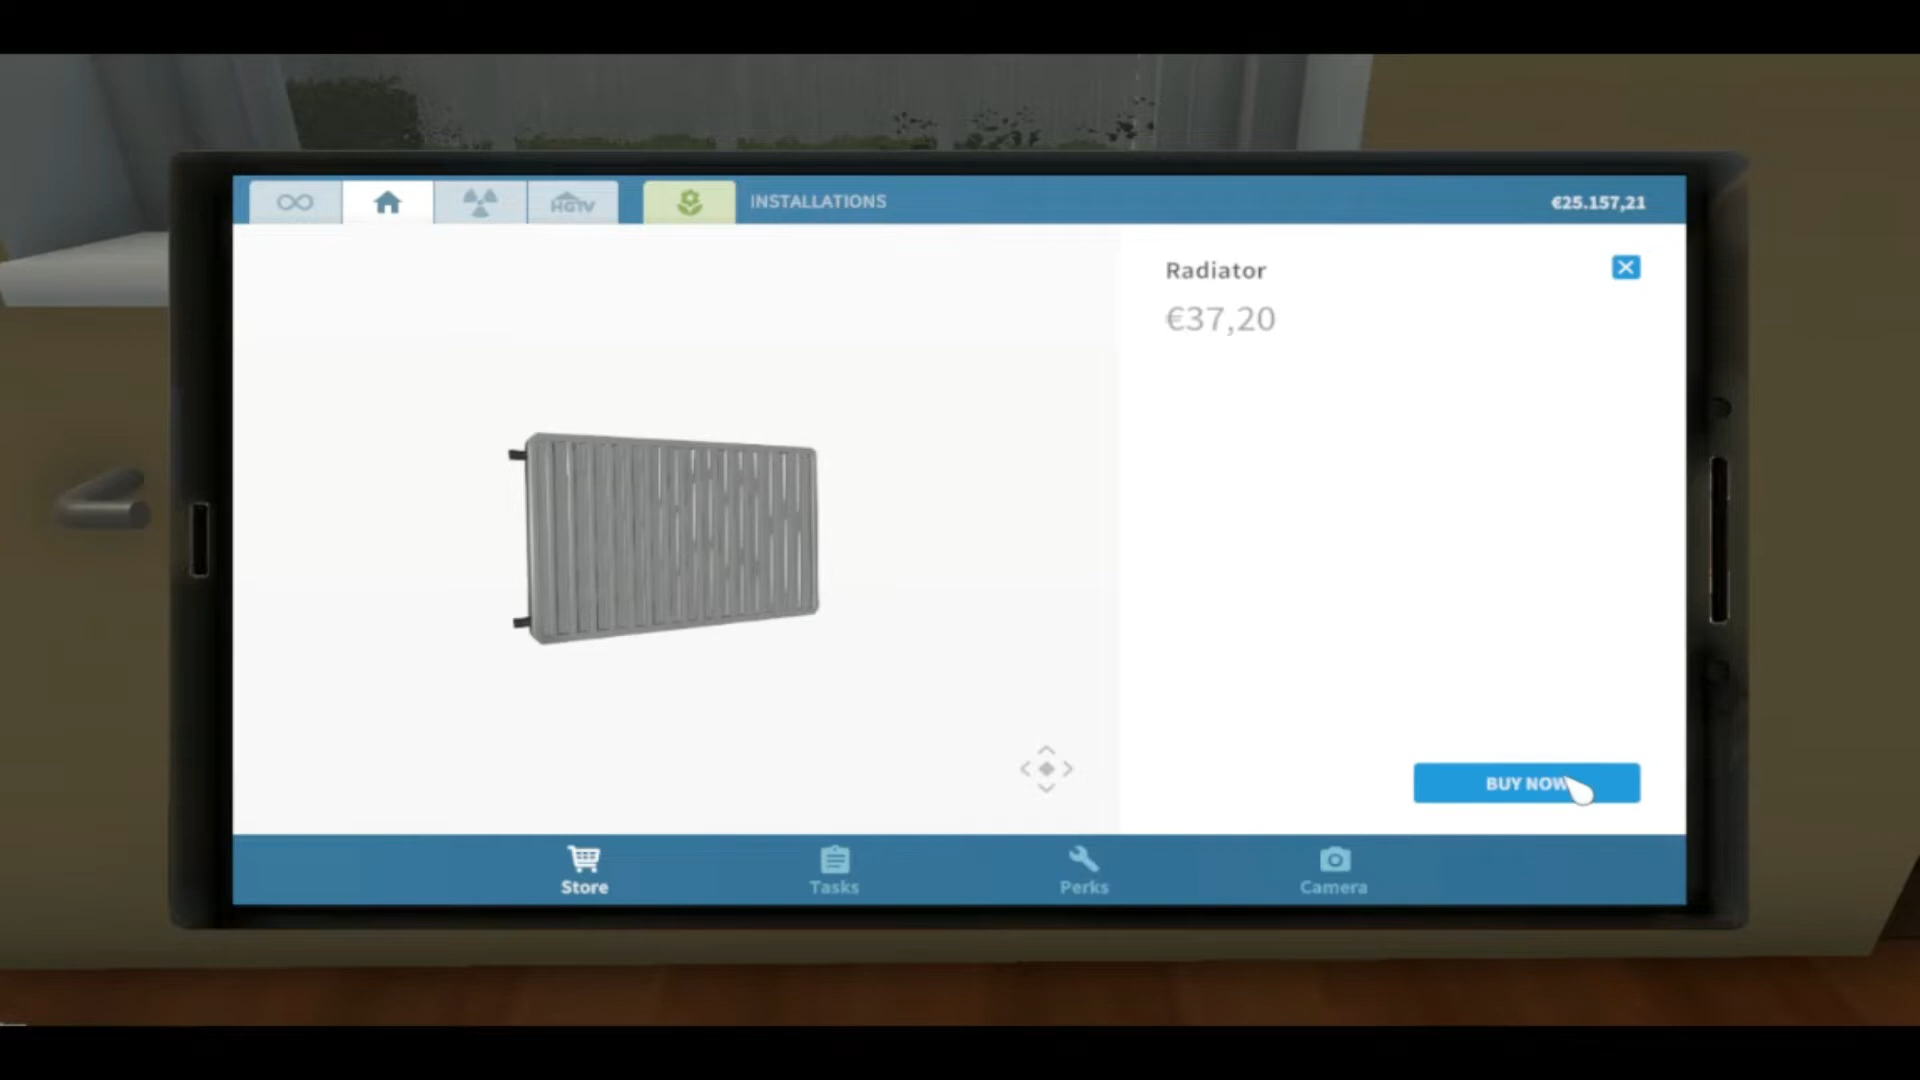 HGTV
INSTALLATIONS
€25.157,21
Radiator
€37,20
BUY NOW
Store
Tasks
Perks
Camera